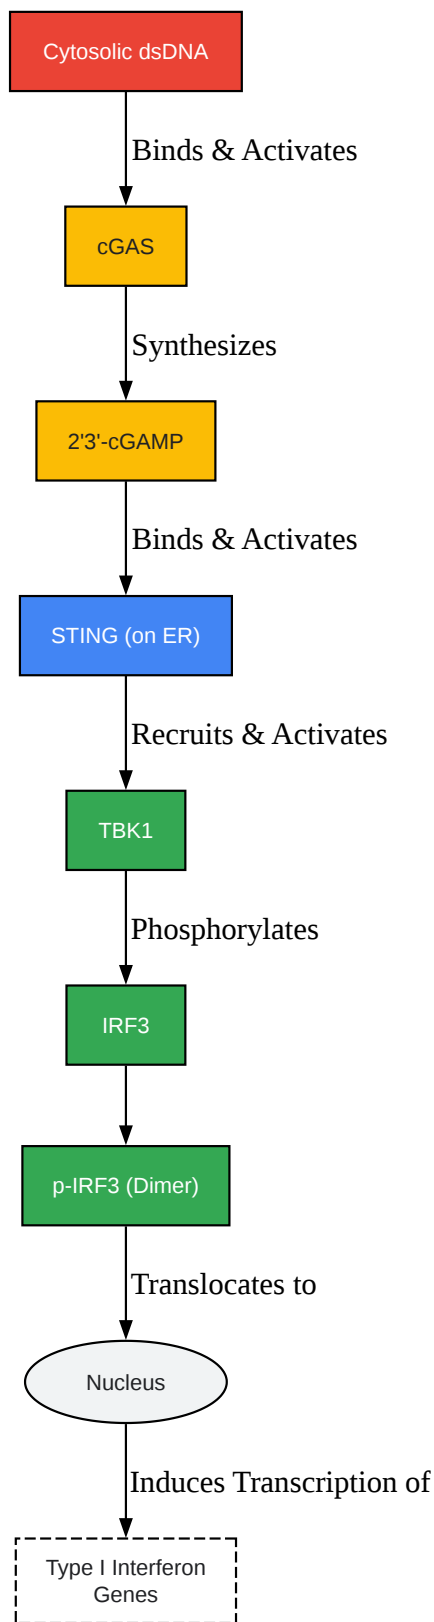 Cytosolic dsDNA
Binds & Activates
cGAS
Synthesizes
2'3'-cGAMP
Binds & Activates
STING (on ER)
Recruits & Activates
TBK1
Phosphorylates
IRF3
p-IRF3 (Dimer)
Translocates to
Nucleus
Induces Transcription of
Type I Interferon
Genes